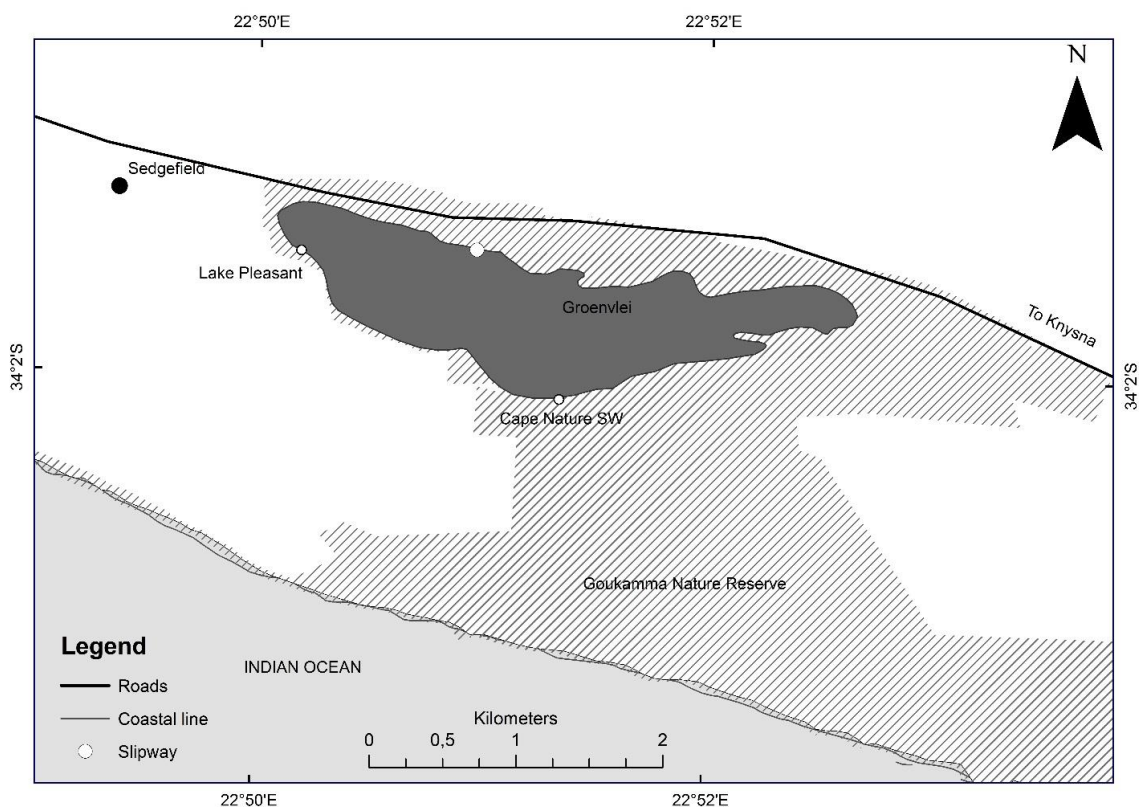 22°50'E
22°52'E
N
Sedgefield
Lake Pleasant
Groenvlei
To Knysna
34°2'S
34°2'S
Cape Nature SW
Goukamma Nature Reserve
Legend
INDIAN OCEAN
Roads
Coastal line
Slipway
Kilometers
0 0,5 1 2
22°50'E
22°52'E